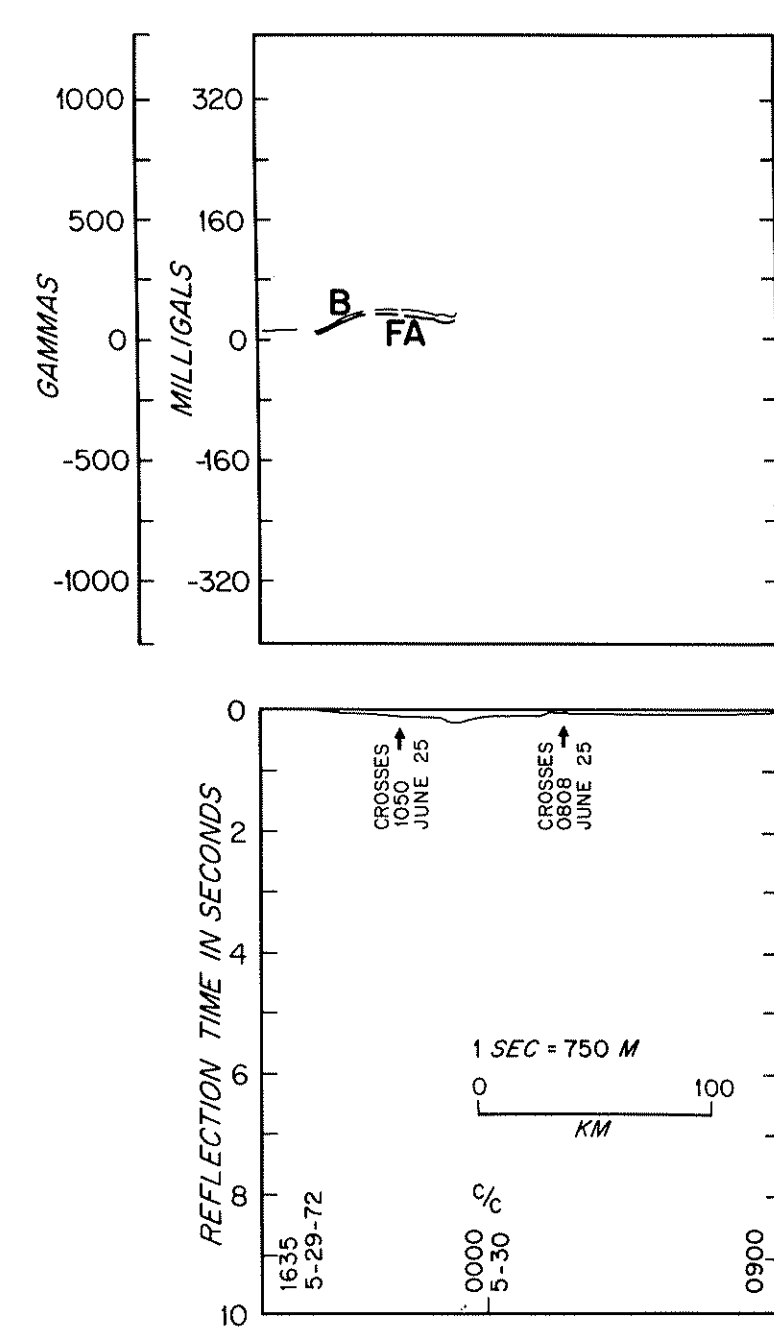 GAMMAS
1000
500
0
-500
-1000
MILLIGALS
320
160
0
-160
-320
B
FA
REFLECTION TIME IN SECONDS
0
2
4
6
8
10
CROSSES
1050
JUNE 25
CROSSES
0808
JUNE 25
1 SEC = 750 M
0 100
KM
1635
5-29-72
C/C
0000
5-30
0900